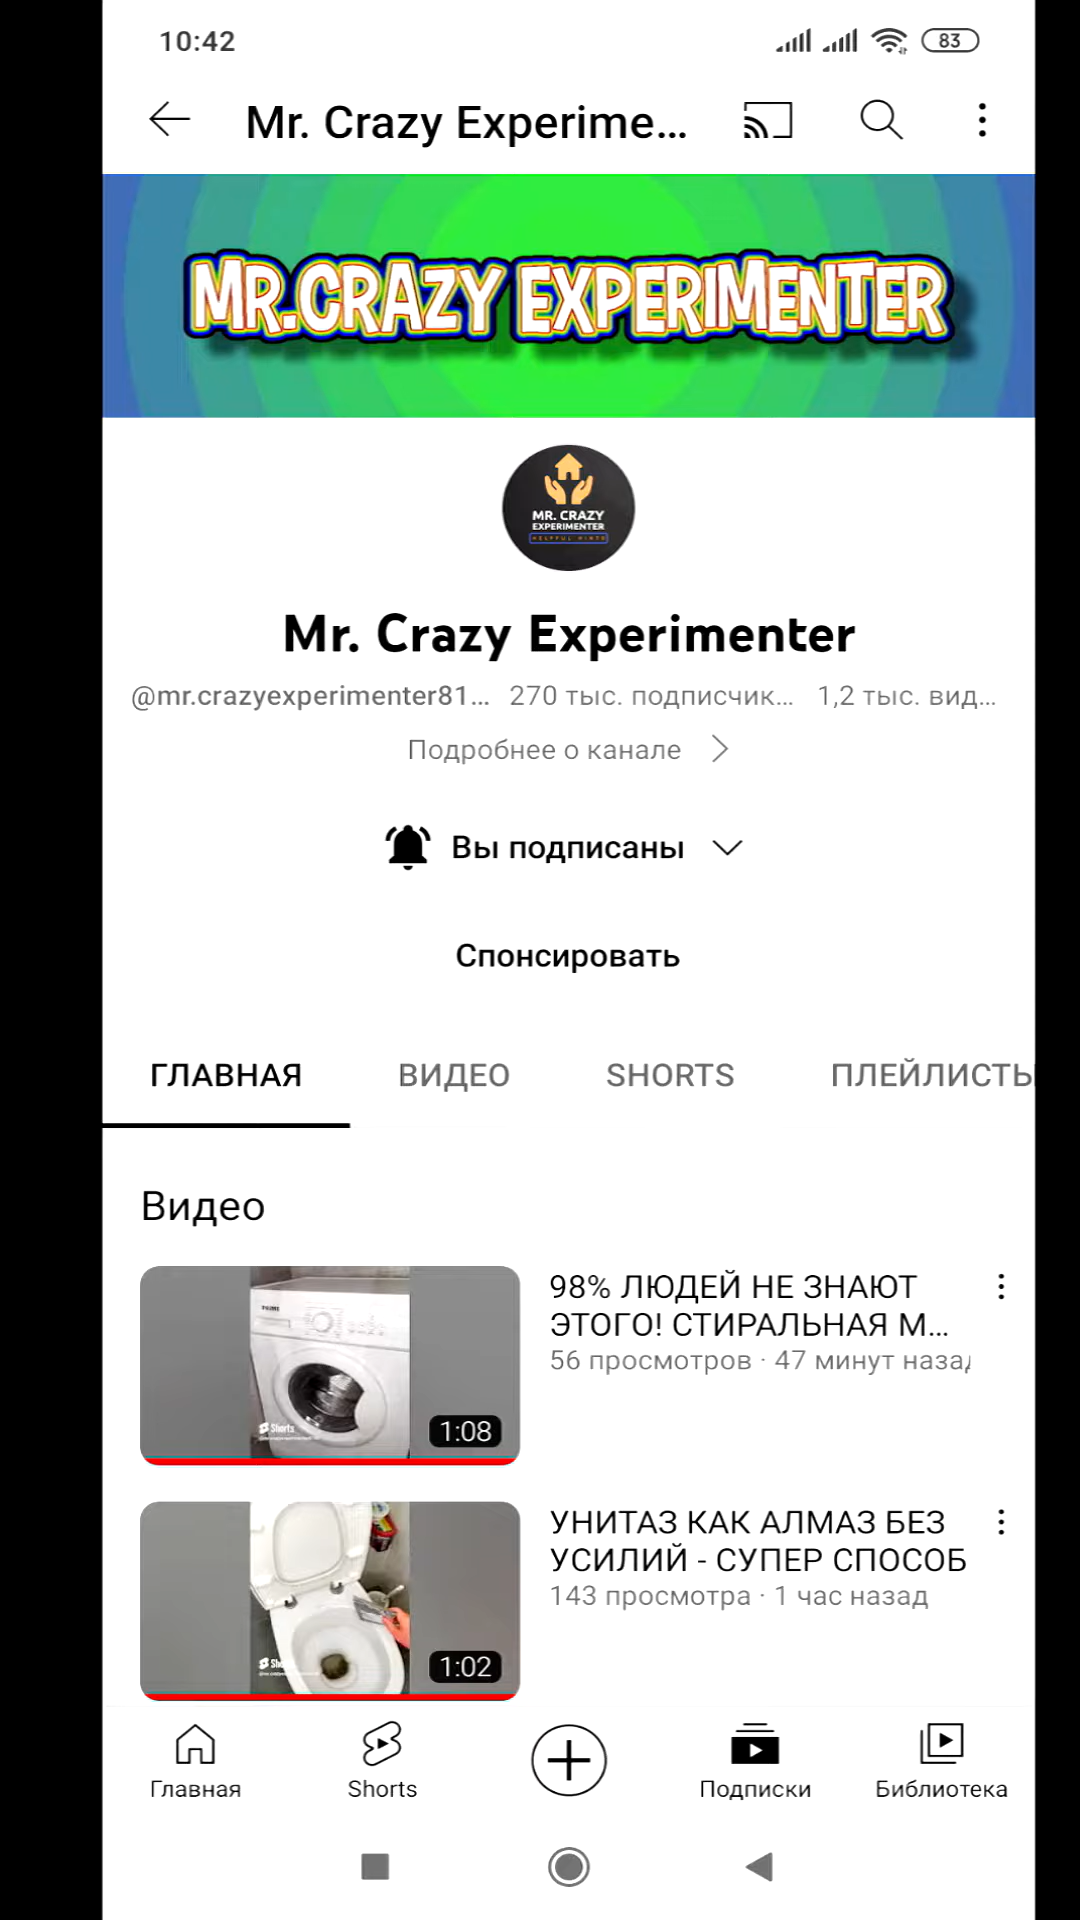 10:42
83
Mr. Crazy Experime...
MR.CRAZY EXPERIMENTER
MR. CRAZY
EXPERIMENTER
HELPFUL HINTS
Mr. Crazy Experimenter
@mr.crazyexperimenter81... 270 тыс. подписчик... 1,2 тыс. вид...
Подробнее о канале
Вы подписаны
Спонсировать
ГЛАВНАЯ ВИДЕО SHORTS ПЛЕЙЛИСТЫ
Видео
98% ЛЮДЕЙ НЕ ЗНАЮТ
ЭТОГО! СТИРАЛЬНАЯ М...
56 просмотров · 47 минут назад
Shorts
1:08
УНИТАЗ КАК АЛМАЗ БЕЗ
УСИЛИЙ - СУПЕР СПОСОБ
143 просмотра · 1 час назад
1:02
Главная Shorts Подписки Библиотека